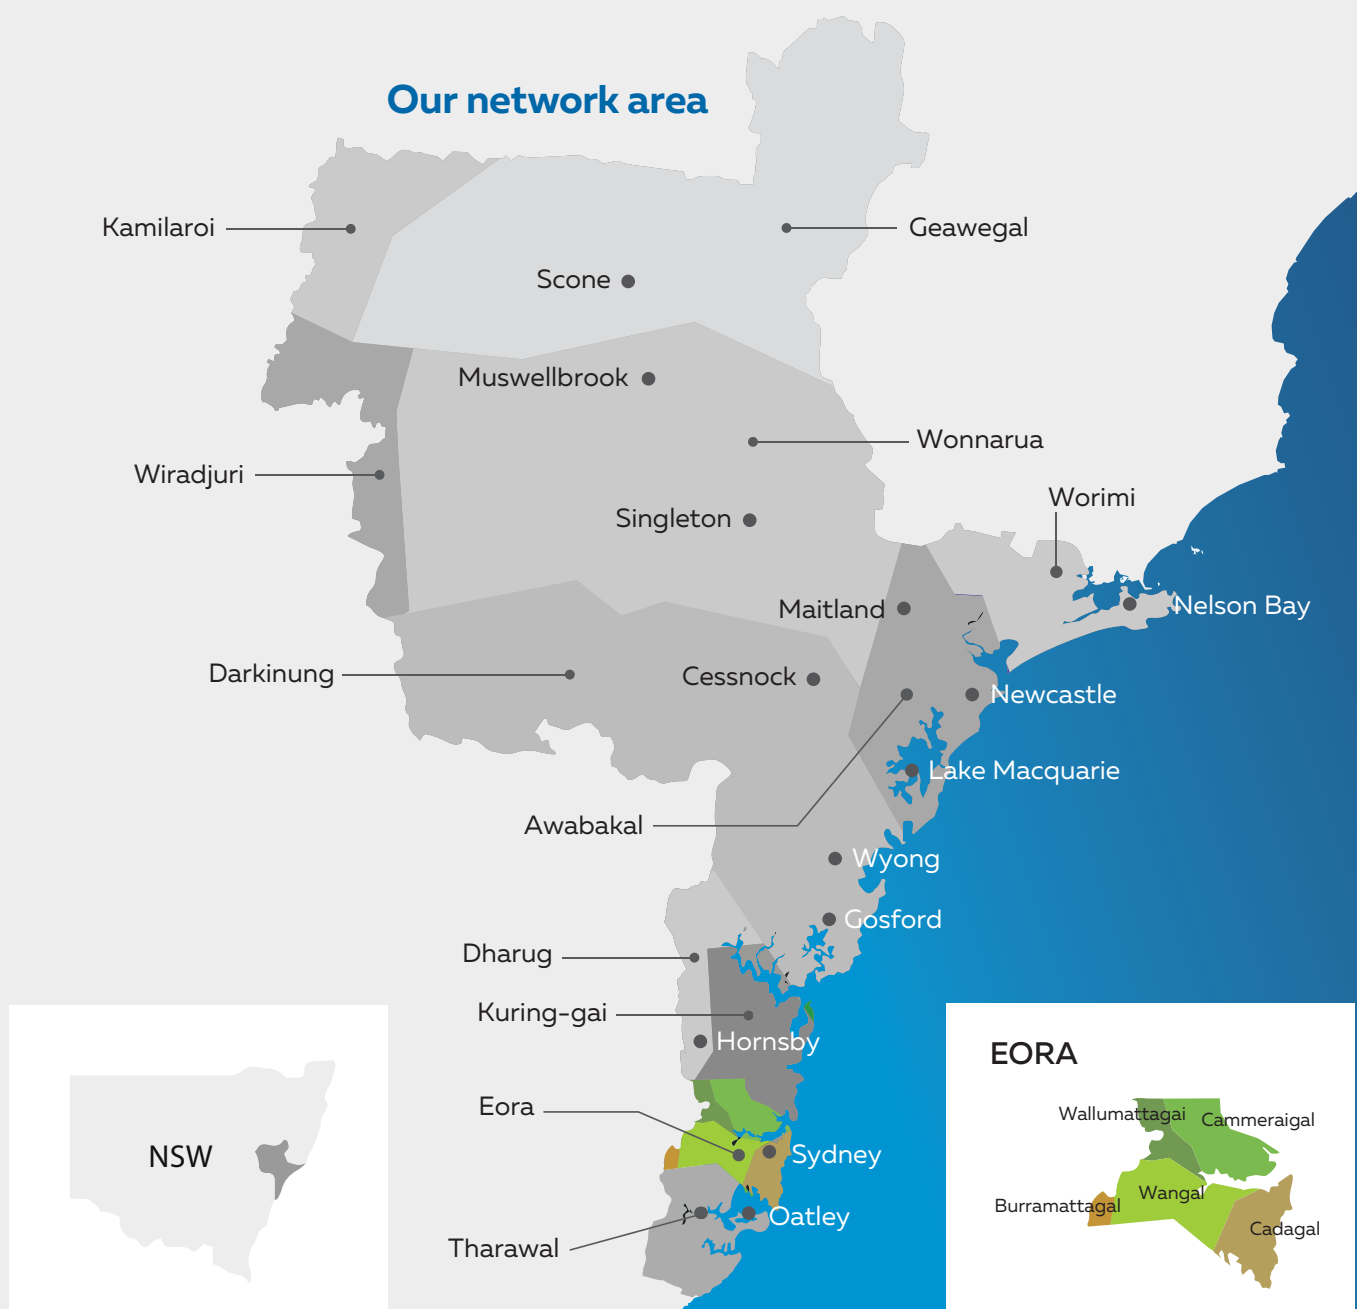 Our network area
Kamilaroi
Geawegal
Scone
Muswellbrook
Wonnarua
Wiradjuri
Worimi
Singleton
Maitland
Nelson Bay
Darkinung
Cessnock
Newcastle
Lake Macquarie
Awabakal
Wyong
Gosford
Dharug
Kuring-gai
Hornsby
Eora
Sydney
Oatley
Tharawal
NSW
EORA
Wallumattagai
Cammeraigal
Wangal
Burramattagal
Cadagal